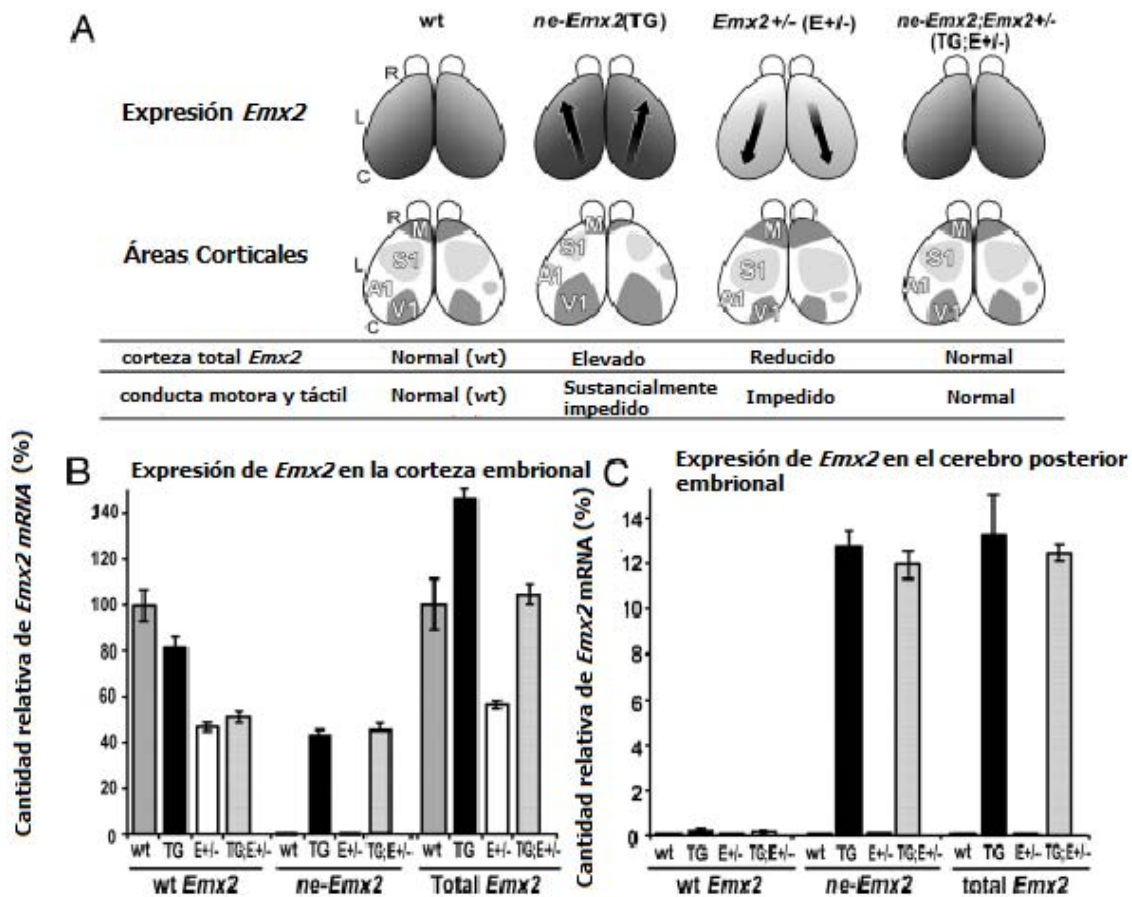 A
wt ne-Emx2(TG) Emx2+/- (E+/-) ne-Emx2;Emx2+/-
(TG;E+/-)
Expresión Emx2
R
L
C
Áreas Corticales
R
L
C
M
S1
A1
V1
M
S1
A1
V1
M
S1
A1
V1
M
S1
A1
V1
corteza total Emx2 Normal (wt) Elevado Reducido Normal
conducta motora y táctil Normal (wt) Sustancialmente impedido Impedido Normal
B
Expresión de Emx2 en la corteza embrional
Cantidad relativa de Emx2 mRNA (%)
140
120
100
80
60
40
20
0
wt TG E+/- TG;E+/- wt TG E+/- TG;E+/- wt TG E+/- TG;E+/-
wt Emx2 ne-Emx2 Total Emx2
C
Expresión de Emx2 en el cerebro posterior
embrional
Cantidad relativa de Emx2 mRNA (%)
14
12
10
8
6
4
2
0
wt TG E+/- TG;E+/- wt TG E+/- TG;E+/- wt TG E+/- TG;E+/-
wt Emx2 ne-Emx2 total Emx2